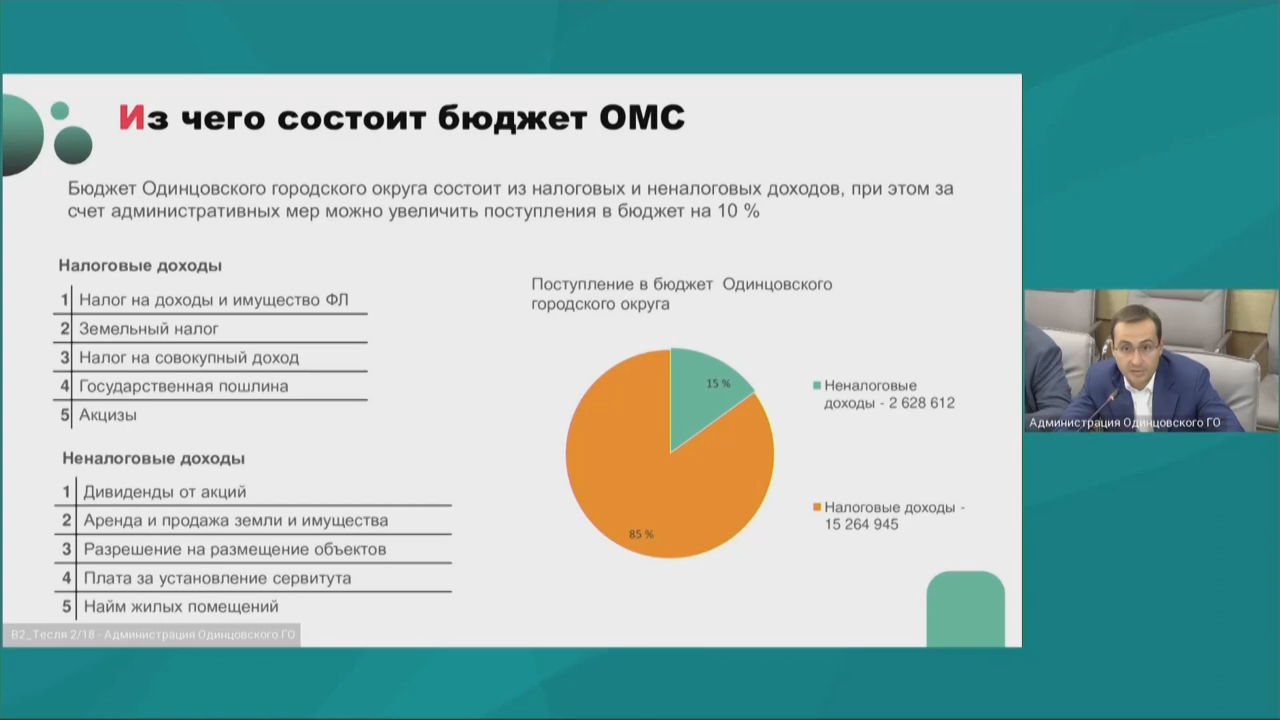 Из чего состоит бюджет ОМС
Бюджет Одинцовского городского округа состоит из налоговых и неналоговых доходов, при этом за
счет административных мер можно увеличить поступления в бюджет на 10 %
Налоговые доходы
1 Налог на доходы и имущество ФЛ
2 Земельный налог
3 Налог на совокупный доход
4 Государственная пошлина
5 Акцизы
Неналоговые доходы
1 Дивиденды от акций
2 Аренда и продажа земли и имущества
3 Разрешение на размещение объектов
4 Плата за установление сервитута
5 Найм жилых помещений
Поступление в бюджет Одинцовского
городского округа
15 %
85 %
Неналоговые
доходы - 2 628 612
Налоговые доходы -
15 264 945
B2_Тесля 2/18 - Администрация Одинцовского ГО
Администрация Одинцовского ГО